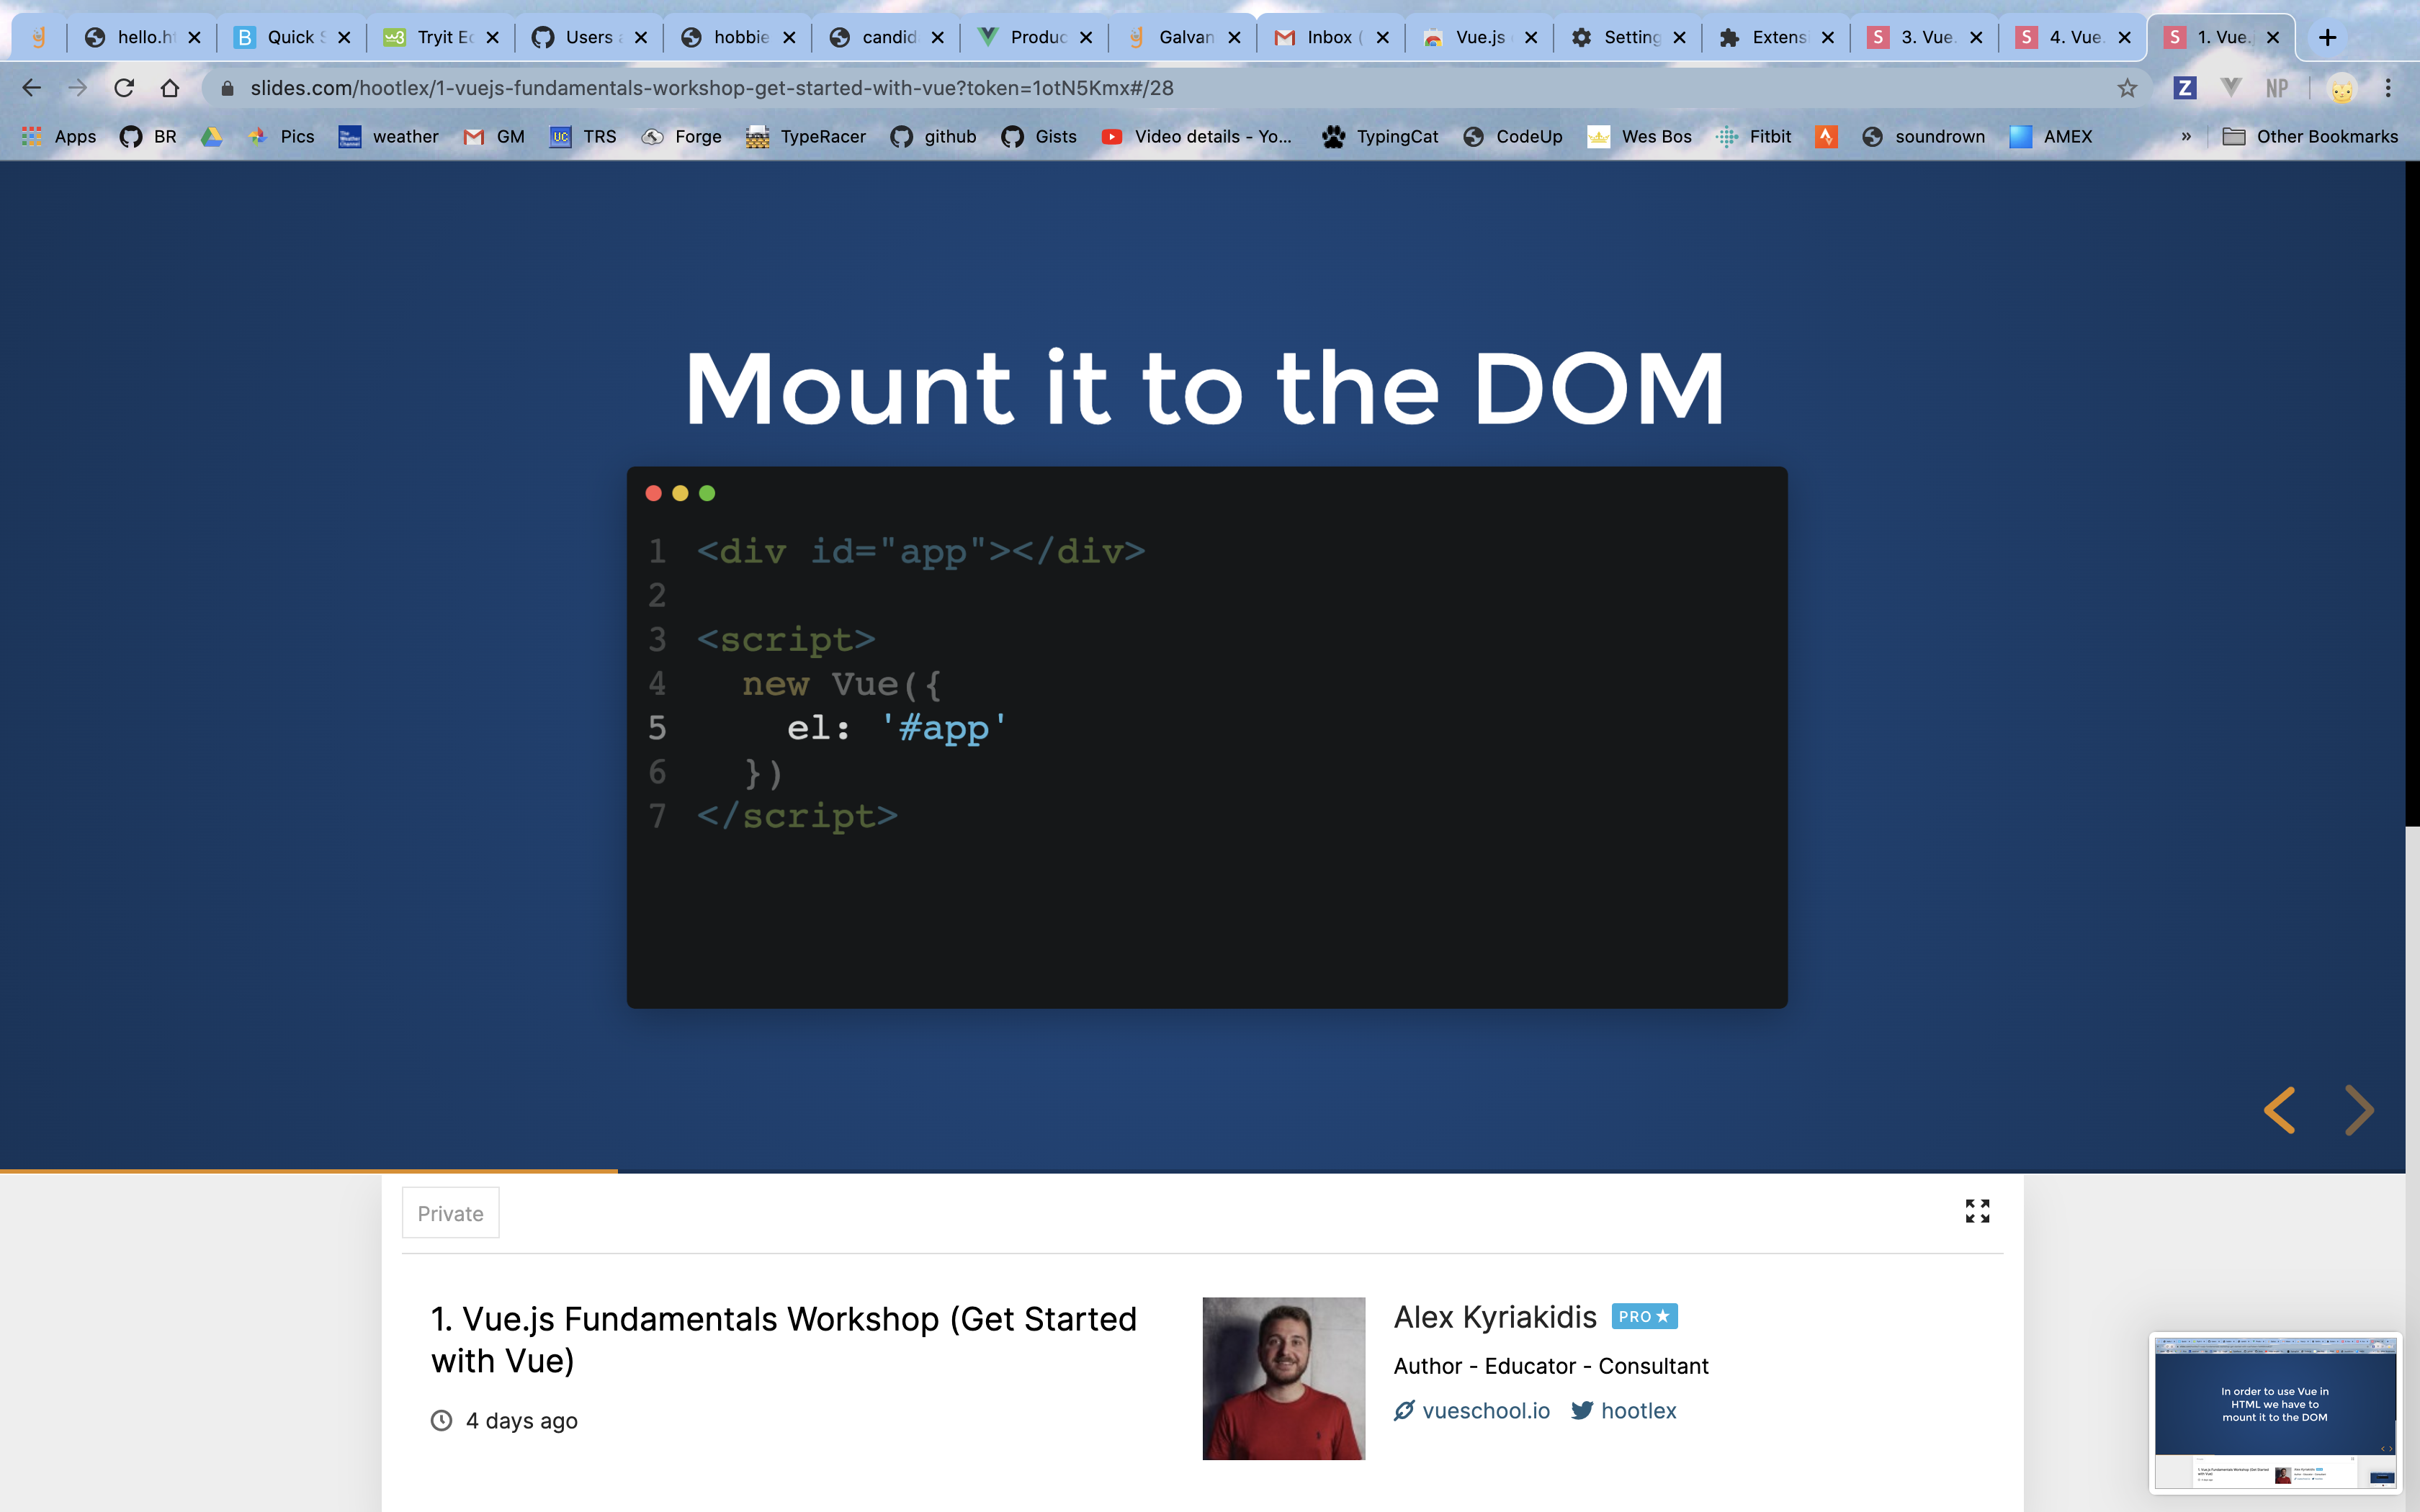 hello.ht
Quick S
Tryit Ed
Users a
hobbie
candid
Produc
Galvan
Inbox (
Vue.js
Setting
Extensi
3. Vue.
4. Vue.
1. Vue.
slides.com/hootlex/1-vuejs-fundamentals-workshop-get-started-with-vue?token=1otN5Kmx#/28
NP
Apps
BR
Pics
weather
GM
TRS
Forge
TypeRacer
github
Gists
Video details - Yo...
TypingCat
CodeUp
Wes Bos
Fitbit
soundrown
AMEX
»
Other Bookmarks
Mount it to the DOM
1 <div id="app"></div>
2
3 <script>
4 new Vue({
5 el: '#app'
6 })
7 </script>
Private
1. Vue.js Fundamentals Workshop (Get Started
with Vue)
4 days ago
Alex Kyriakidis PRO
Author - Educator - Consultant
vueschool.io hootlex
In order to use Vue in
HTML we have to
mount it to the DOM